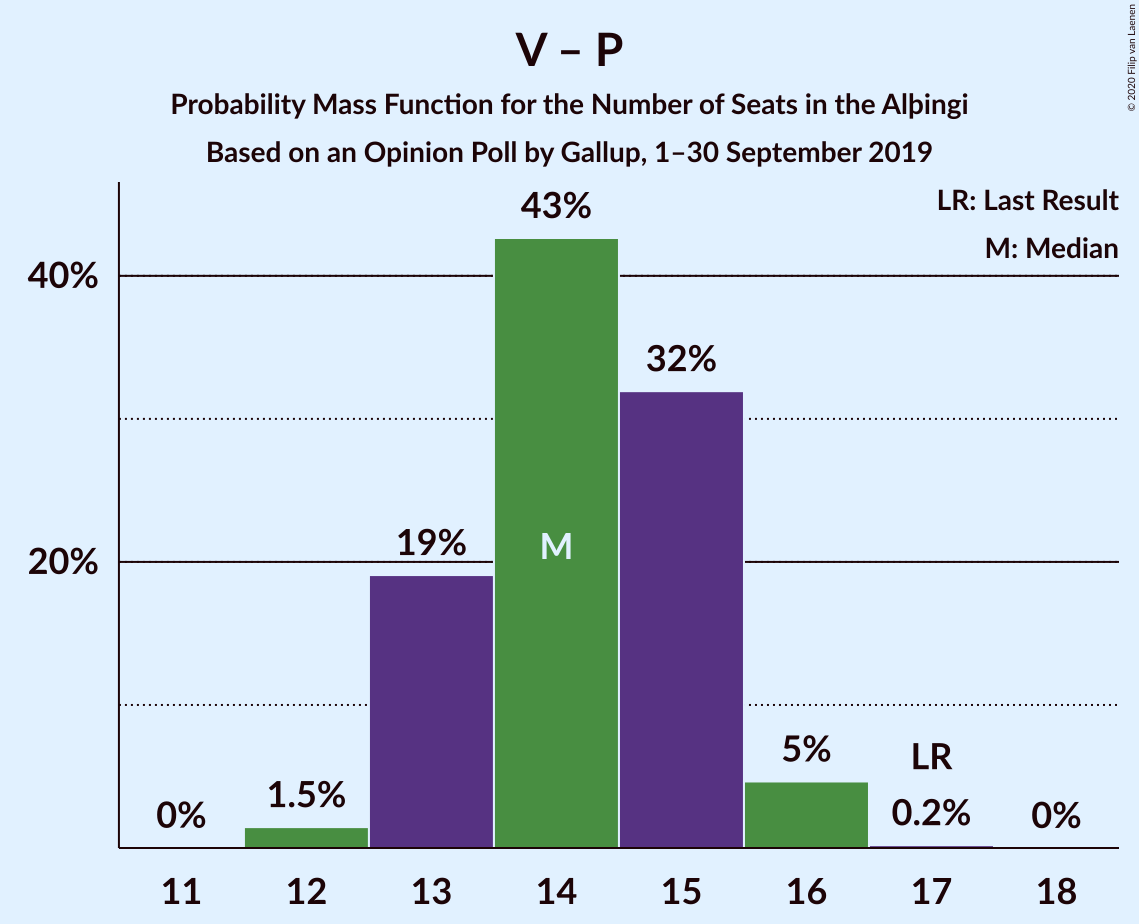 V – P
Probability Mass Function for the Number of Seats in the Alþingi
Based on an Opinion Poll by Gallup, 1–30 September 2019
© 2020 Filip van Laenen
LR: Last Result
M: Median
43%
40%
32%
19%
M
20%
5%
LR
1.5%
0%
0.2%
0%
11 12 13 14 15 16 17 18